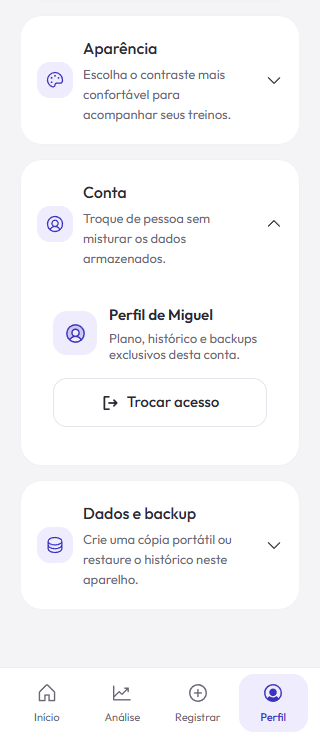 Aparência
Escolha o contraste mais
confortável para
acompanhar seus treinos.
Conta
Troque de pessoa sem
misturar os dados
armazenados.
Perfil de Miguel
Plano, histórico e backups
exclusivos desta conta.
Trocar acesso
Dados e backup
Crie uma cópia portátil ou
restaure o histórico neste
aparelho.
Início
Análise
Registrar
Perfil